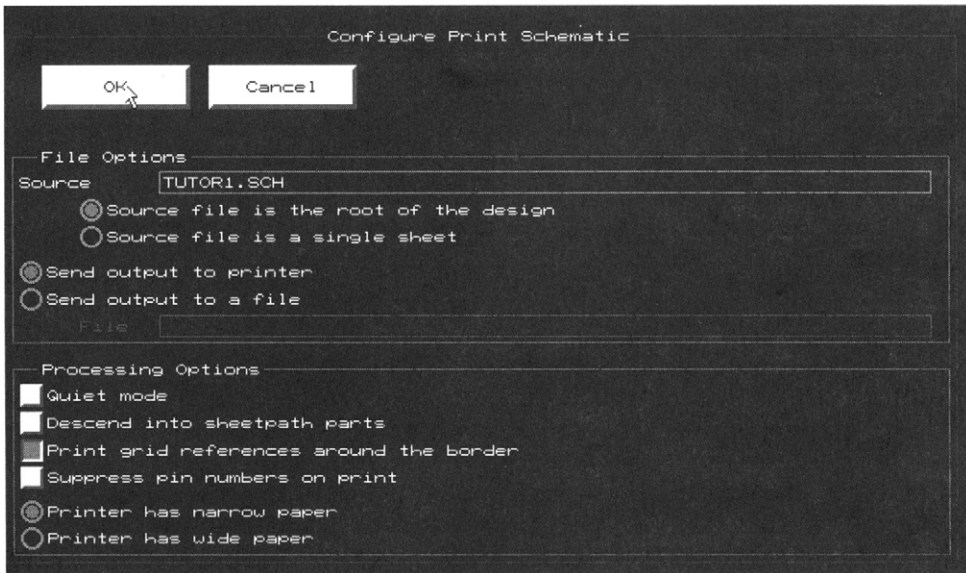 Configure Print Schematic
OK
Cancel
File Options
Source
TUTOR1.SCH
Source file is the root of the design
Source file is a single sheet
Send output to printer
Send output to a file
File
Processing Options
Quiet mode
Descend into sheetpath parts
Print grid references around the border
Suppress pin numbers on print
Printer has narrow paper
Printer has wide paper